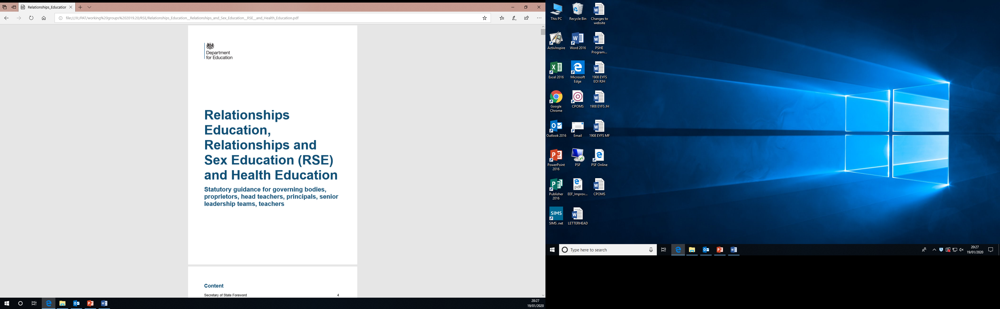 Relationships_Education
file:///X:/PAT/working%20groups%202019.20/RSE/Relationships_Education__Relationships_and_Sex_Education__RSE__and_Health_Education.pdf
Department
for Education
Relationships
Education,
Relationships and
Sex Education (RSE)
and Health Education
Statutory guidance for governing bodies,
proprietors, head teachers, principals, senior
leadership teams, teachers
Content
Secretary of State Foreword 4
20:27
19/01/2020
This PC
Recycle Bin
Changes to
website
ActivInspire
Word 2016
PSHE
Program...
Excel 2016
Microsoft
Edge
1908 EYFS
EOI RJH
Google
Chrome
CPOMS
1908 EYFS JH
Outlook 2016
Email
1908 EYFS MF
PowerPoint
2016
PSF
PSF Online
Publisher
2016
pdf
EEF_Improv...
CPOMS
SIMS
SIMS .net
LETTERHEAD
Type here to search
20:27
19/01/2020